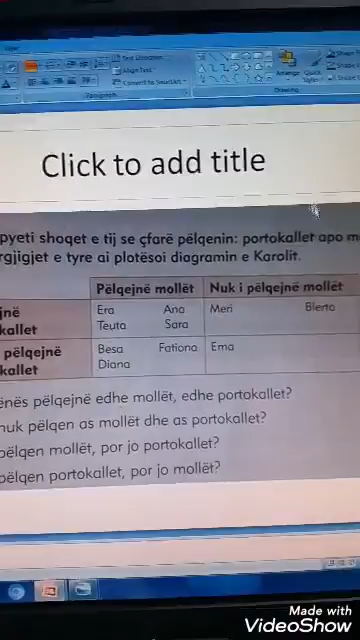 View
Text Direction
Align Text
Convert to SmartArt
Paragraph
Arrange Quick
Styles
Shape
Shape
Shape
Drawing
Click to add title
pyeti shoqet e tij se çfarë pëlqenin: portokallet apo m
rgjigjet e tyre ai plotësoi diagramin e Karolit.
Pëlqejnë mollët Nuk i pëlqejnë mollët
jnë
kallet
Era Ana Meri Blerta
Teuta Sara
pëlqejnë
kallet
Besa Fationa Ema
Diana
ënës pëlqejnë edhe mollët, edhe portokallet?
nuk pëlqen as mollët dhe as portokallet?
pëlqen mollët, por jo portokallet?
pëlqen portokallet, por jo mollët?
Made with
VideoShow